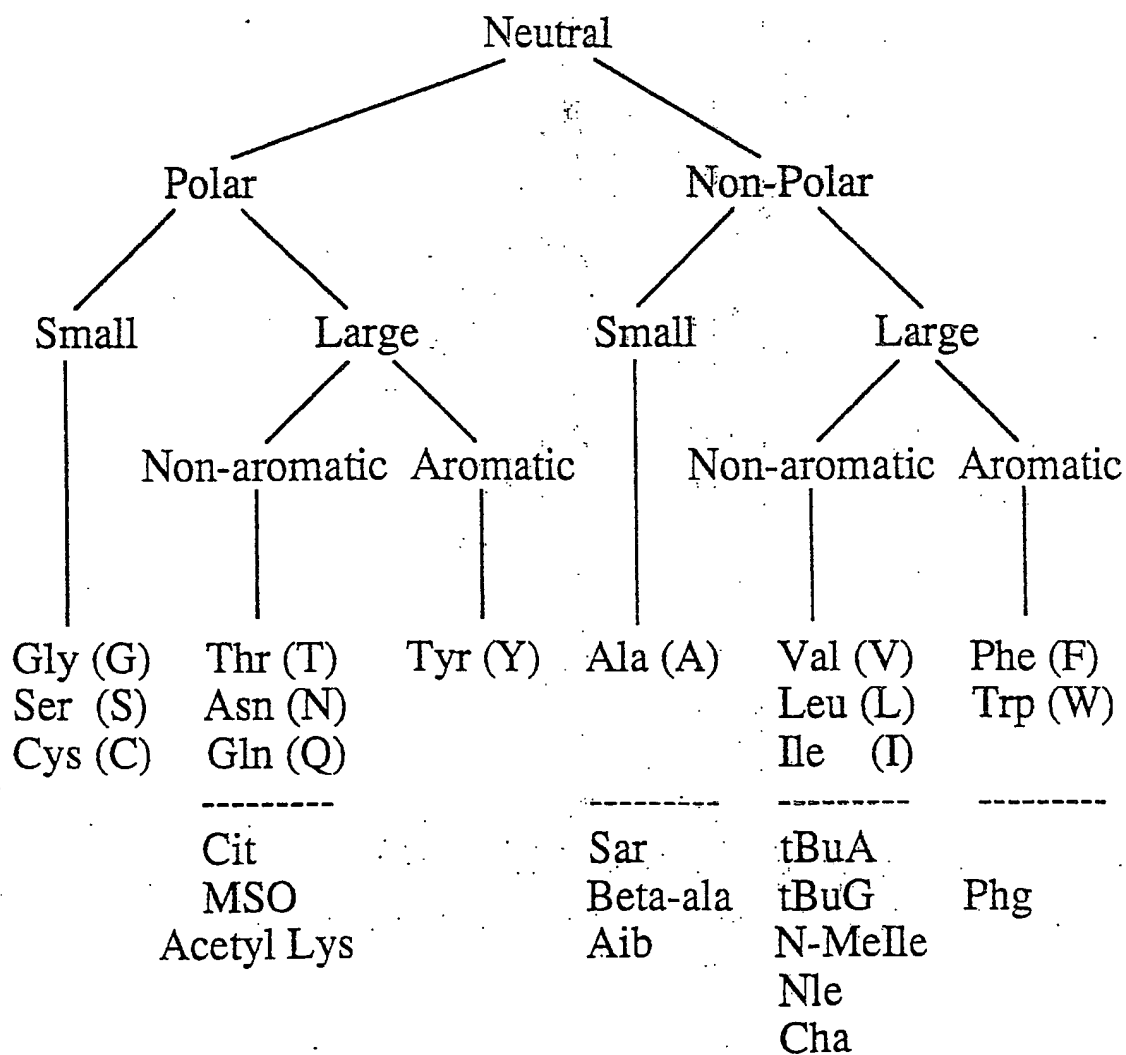 Neutral
Polar Non-Polar
Small Large Small Large
Non-aromatic Aromatic Non-aromatic Aromatic
Gly (G) Thr (T) Tyr (Y) Ala (A) Val (V) Phe (F)
Ser (S) Asn (N) Leu (L) Trp (W)
Cys (C) Gln (Q) Ile (I)
Cit Sar tBuA
MSO Beta-ala tBuG Phg
Acetyl Lys Aib N-MeIle
Nle
Cha